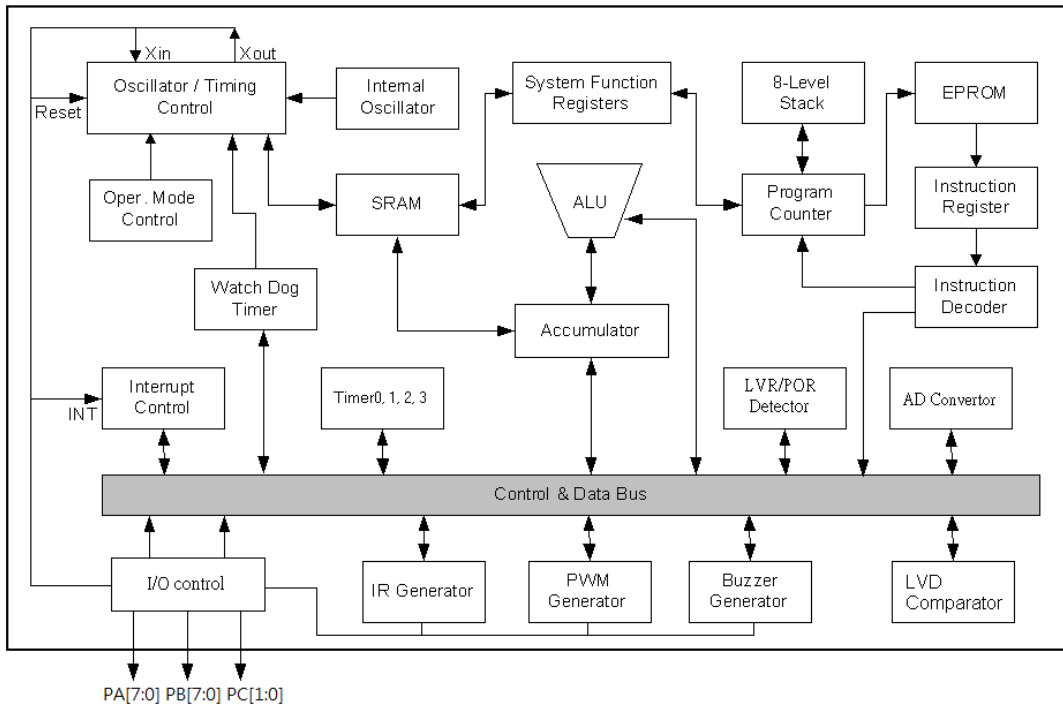 Xin
Xout
Reset
Oscillator / Timing
Control
Internal
Oscillator
System Function
Registers
8-Level
Stack
EPROM
Oper. Mode
Control
SRAM
ALU
Program
Counter
Instruction
Register
Watch Dog
Timer
Accumulator
Instruction
Decoder
INT
Interrupt
Control
Timer0, 1, 2, 3
LVR/POR
Detector
AD Convertor
Control & Data Bus
I/O control
IR Generator
PWM
Generator
Buzzer
Generator
LVD
Comparator
PA[7:0] PB[7:0] PC[1:0]